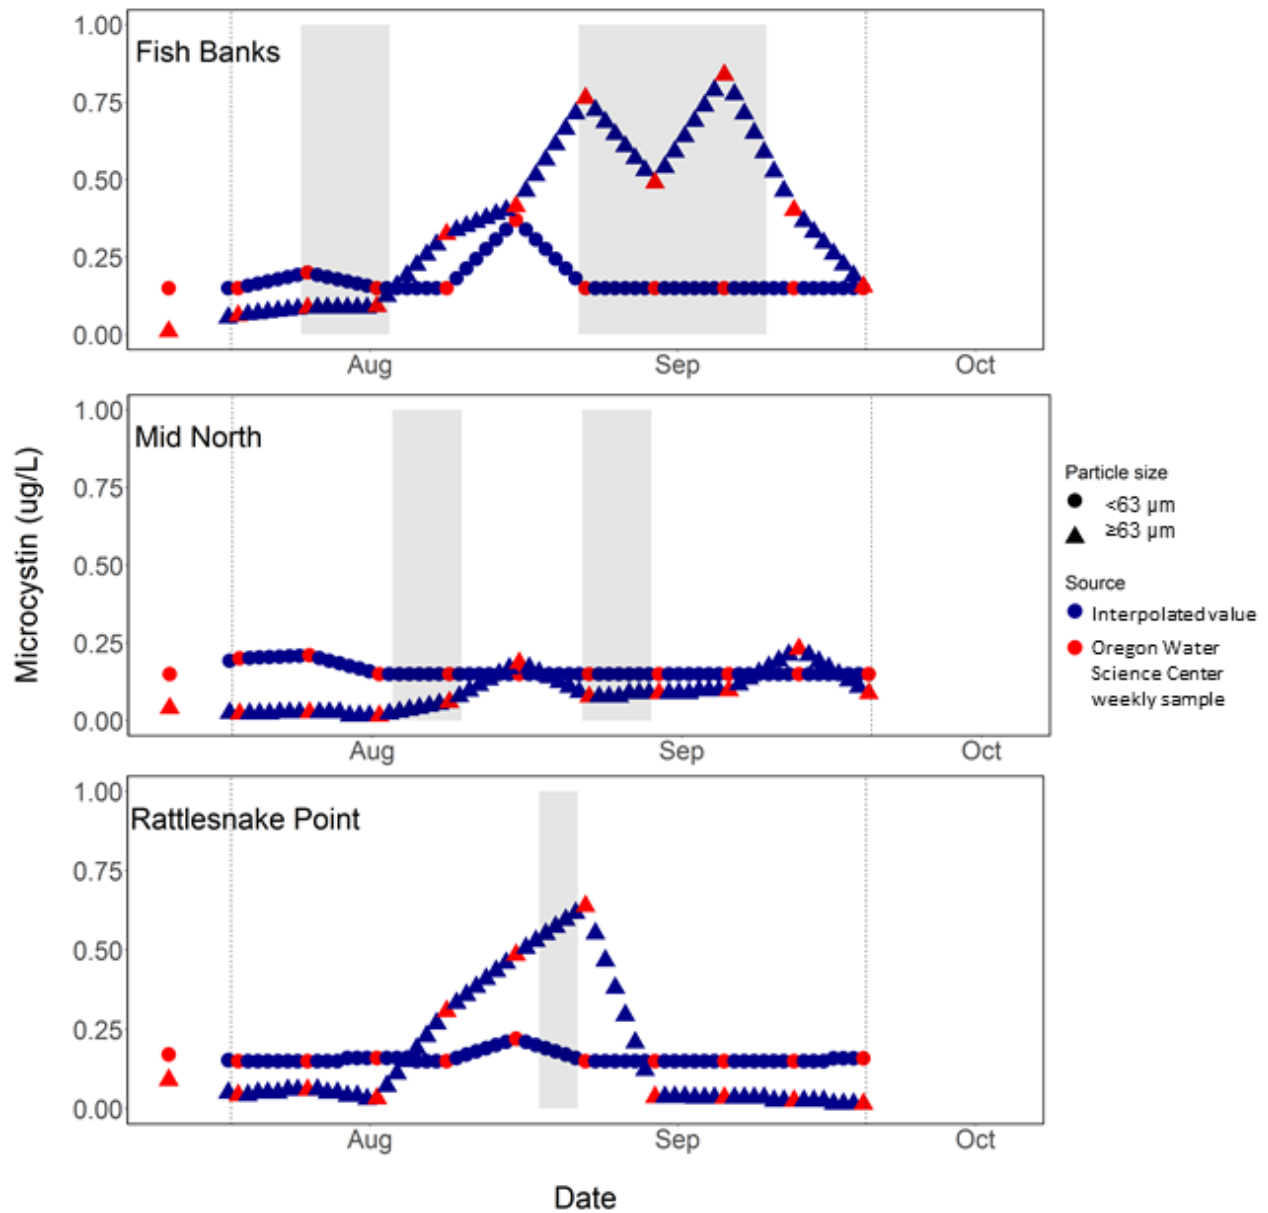 Fish Banks
1.00
0.75
0.50
0.25
0.00
Aug Sep Oct
Mid North
1.00
0.75
0.50
0.25
0.00
Aug Sep Oct
Rattlesnake Point
1.00
0.75
0.50
0.25
0.00
Aug Sep Oct
Microcystin (ug/L)
Date
Particle size
<63 µm
≥63 µm
Source
Interpolated value
Oregon Water
Science Center
weekly sample